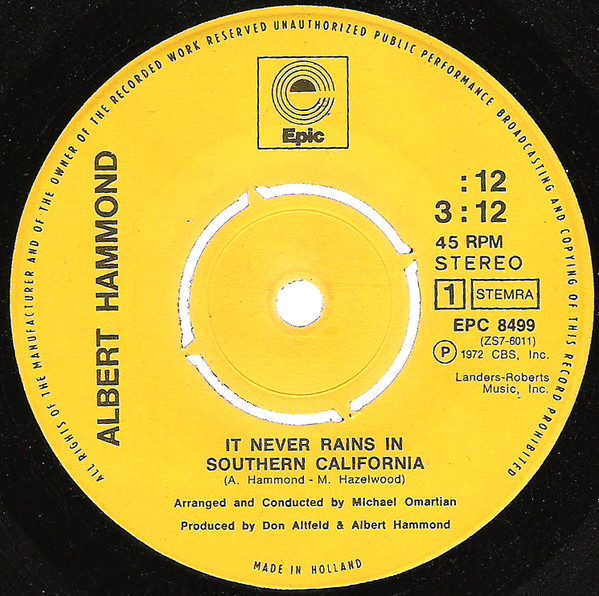 ALL RIGHTS OF THE MANUFACTURER AND OF THE OWNER OF THE RECORDED WORK RESERVED UNAUTHORIZED PUBLIC PERFORMANCE BROADCASTING AND COPYING OF THIS RECORD PROHIBITED
Epic
ALBERT HAMMOND
:12
3:12
45 RPM
STEREO
1 STEMRA
EPC 8499
(ZS7-6011)
Ⓟ 1972 CBS, Inc.
Landers-Roberts
Music, Inc.
IT NEVER RAINS IN
SOUTHERN CALIFORNIA
(A. Hammond - M. Hazelwood)
Arranged and Conducted by Michael Omartian
Produced by Don Altfeld & Albert Hammond
MADE IN HOLLAND